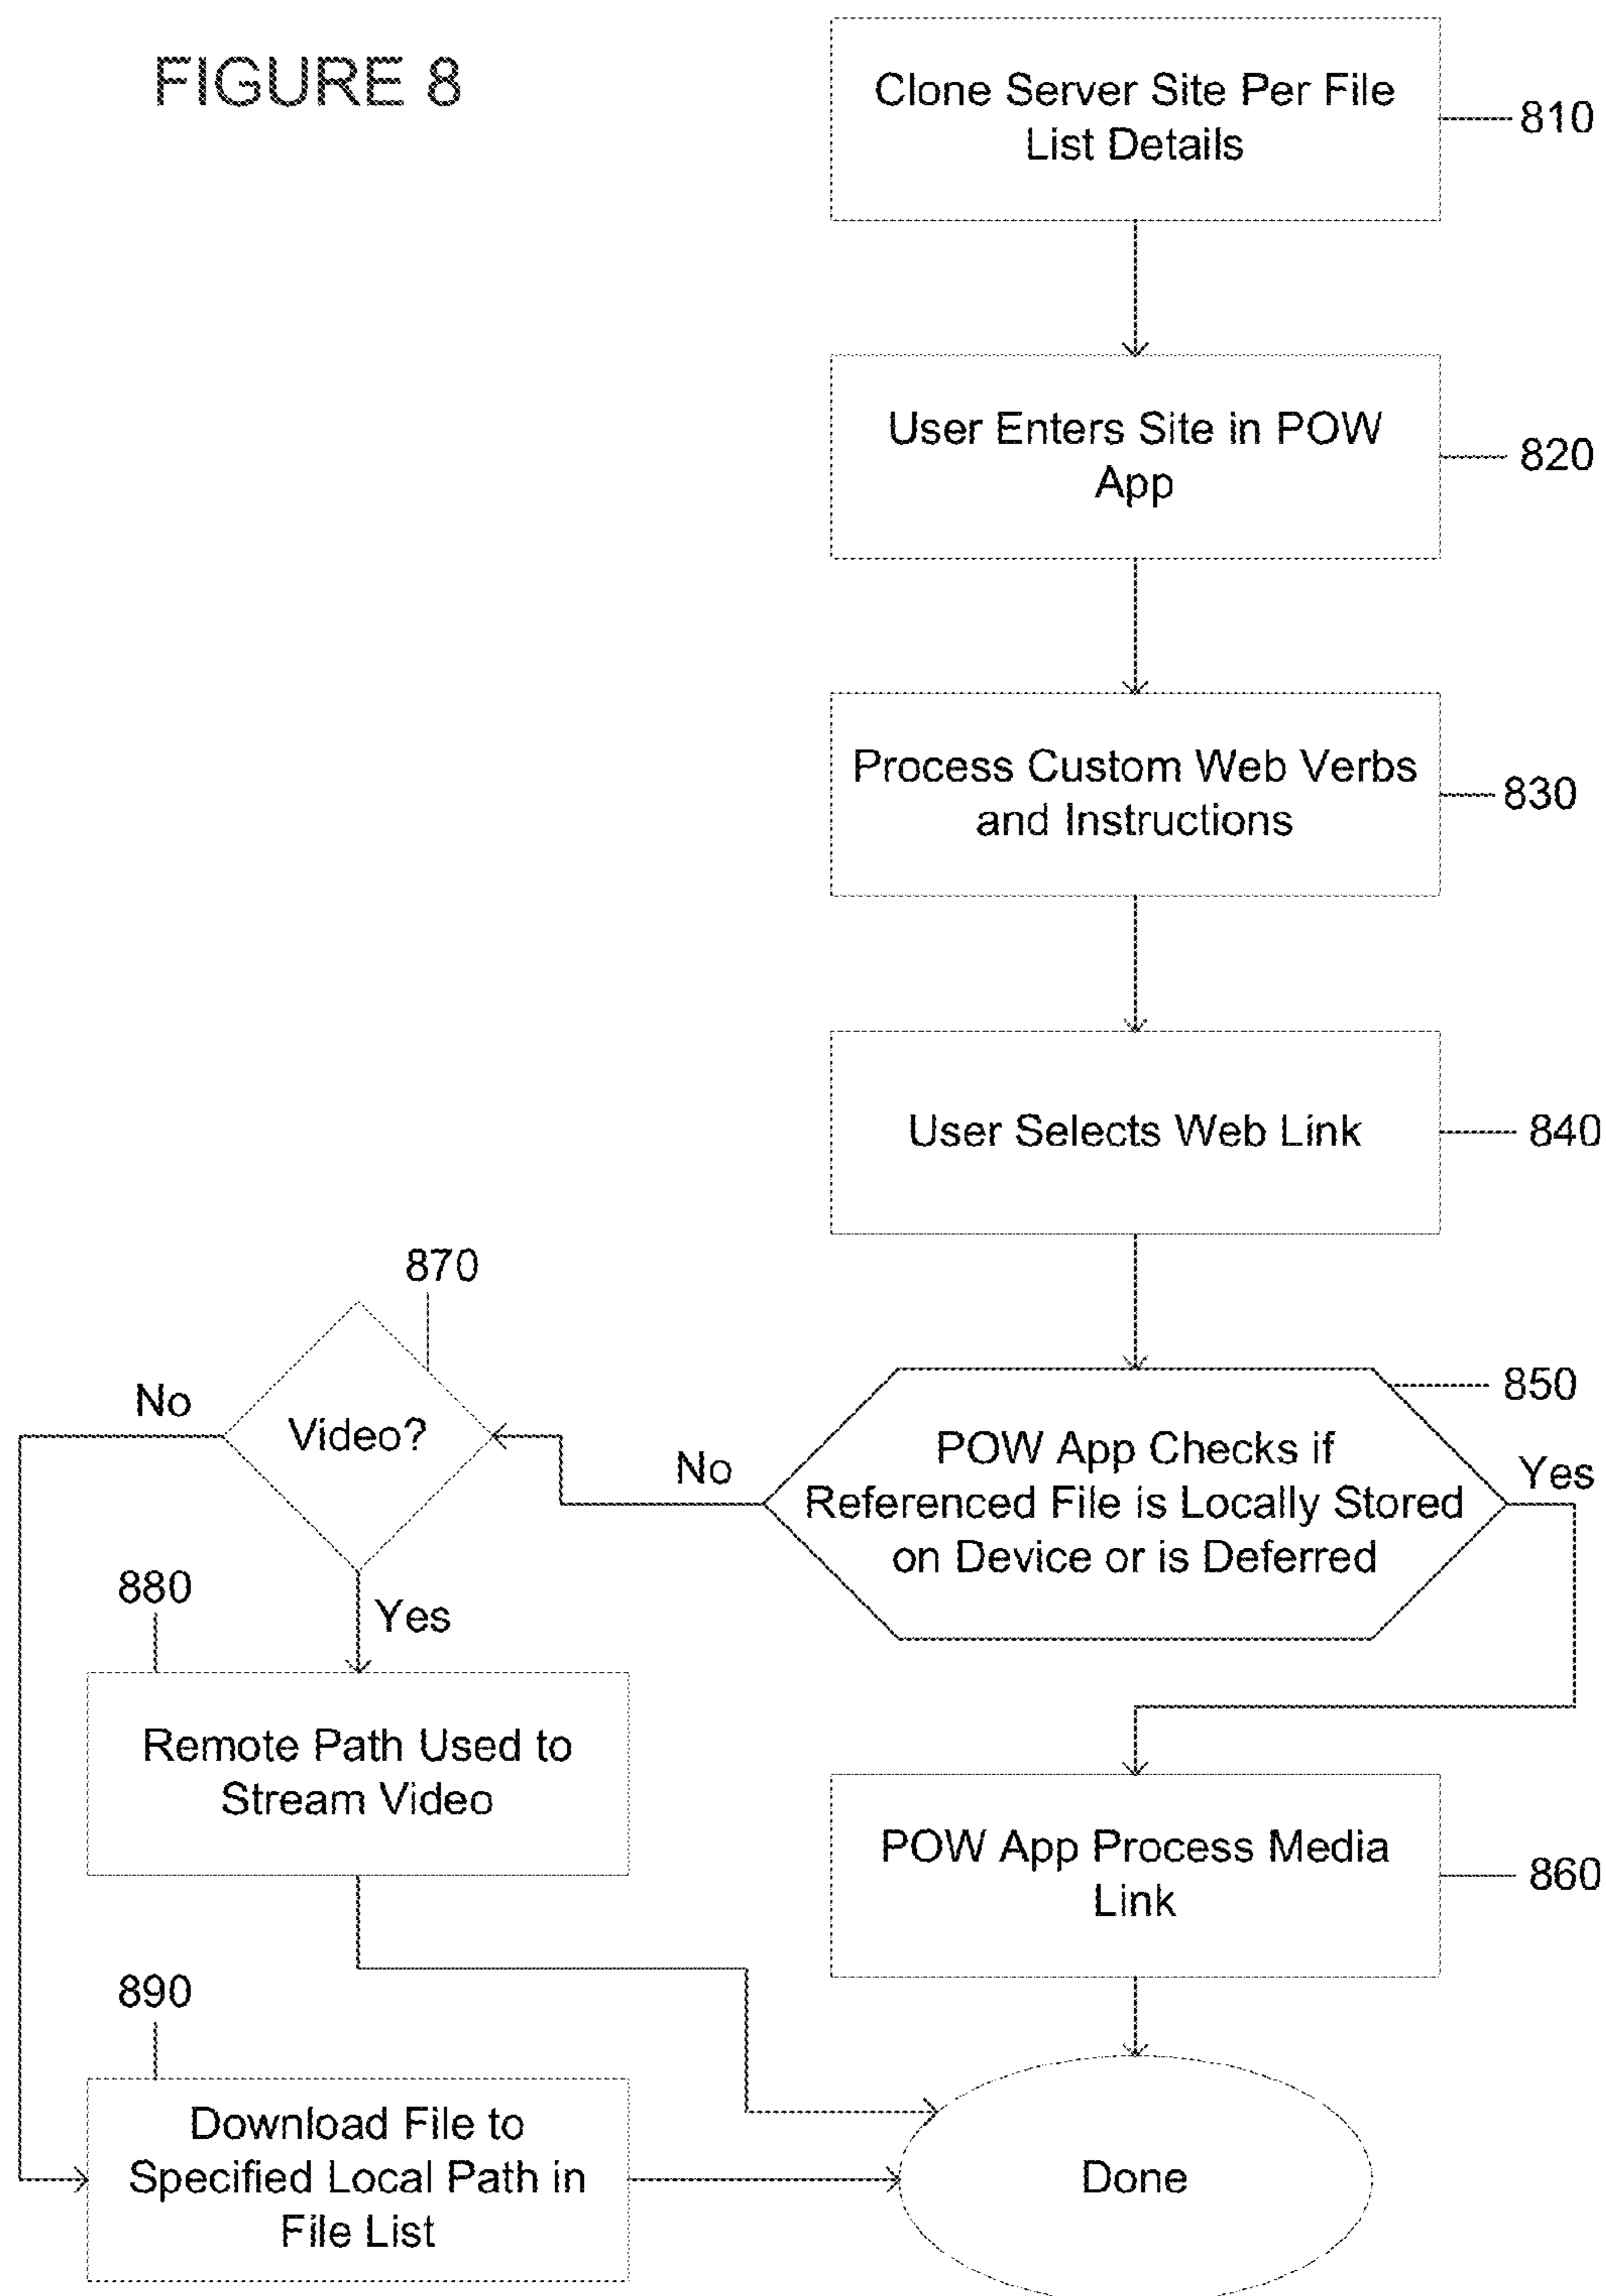 FIGURE 8
Clone Server Site Per File
List Details
810
User Enters Site in POW
App
820
Process Custom Web Verbs
and Instructions
830
User Selects Web Link
840
870
Video?
No
Yes
850
POW App Checks if
Referenced File is Locally Stored
on Device or is Deferred
No
Yes
880
Remote Path Used to
Stream Video
POW App Process Media
Link
860
890
Download File to
Specified Local Path in
File List
Done